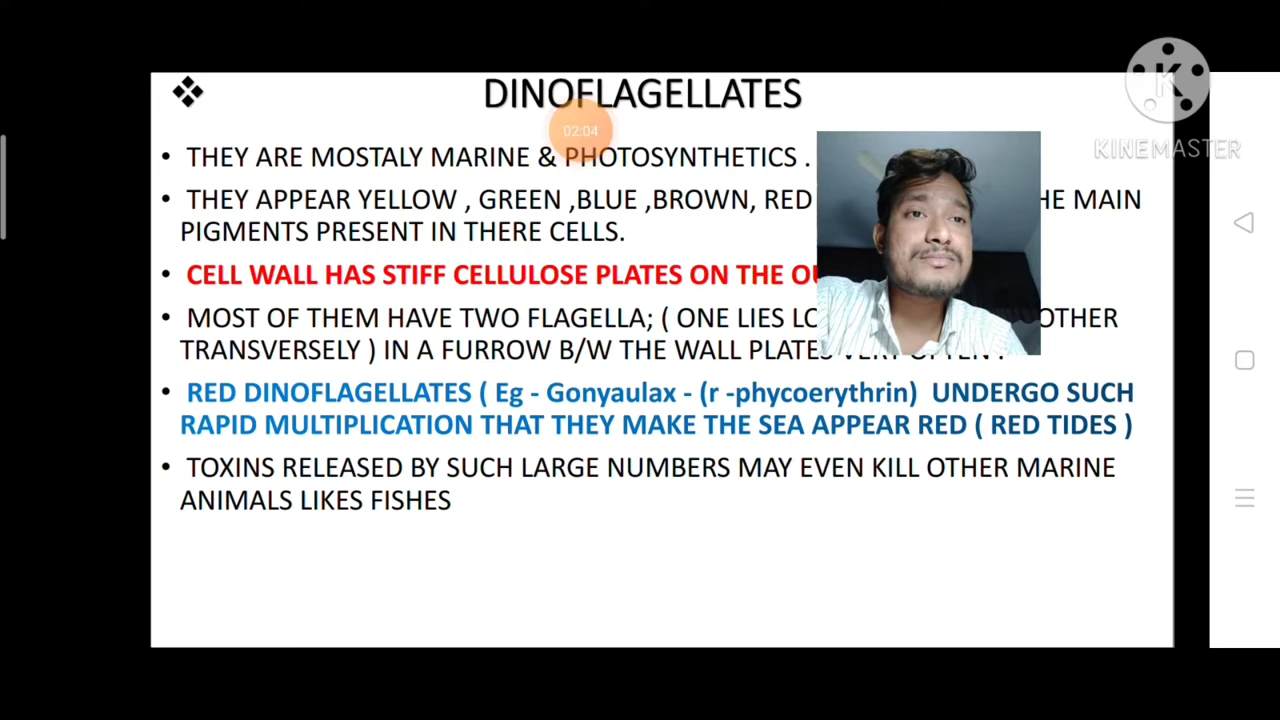 DINOFLAGELLATES
02:04
KINEMASTER
THEY ARE MOSTALY MARINE & PHOTOSYNTHETICS .
THEY APPEAR YELLOW , GREEN ,BLUE ,BROWN, RED HE MAIN
PIGMENTS PRESENT IN THERE CELLS.
CELL WALL HAS STIFF CELLULOSE PLATES ON THE
MOST OF THEM HAVE TWO FLAGELLA; ( ONE LIES OTHER
TRANSVERSELY ) IN A FURROW B/W THE WALL PLATES VERY OFTEN .
RED DINOFLAGELLATES ( Eg - Gonyaulax - (r -phycoerythrin) UNDERGO SUCH
RAPID MULTIPLICATION THAT THEY MAKE THE SEA APPEAR RED ( RED TIDES )
TOXINS RELEASED BY SUCH LARGE NUMBERS MAY EVEN KILL OTHER MARINE
ANIMALS LIKES FISHES